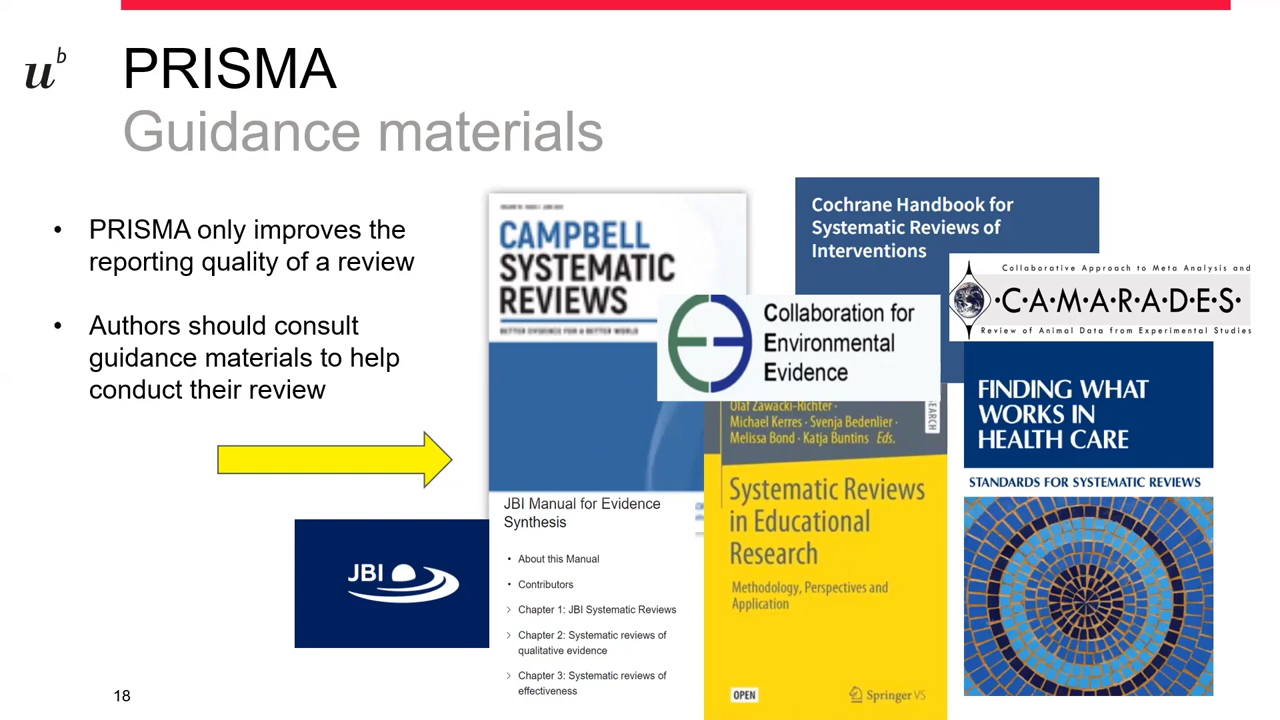 u b
PRISMA
Guidance materials
• PRISMA only improves the
reporting quality of a review
• Authors should consult
guidance materials to help
conduct their review
CAMPBELL
SYSTEMATIC
REVIEWS
BETTER EVIDENCE FOR A BETTER WORLD
Cochrane Handbook for
Systematic Reviews of
Interventions
Collaborative Approach to Meta Analysis and
·C·A·M·A·R·A·D·E·S·
Review of Animal Data from Experimental Studies
Collaboration for
Environmental
Evidence
FINDING WHAT
WORKS IN
HEALTH CARE
STANDARDS FOR SYSTEMATIC REVIEWS
Olaf Zawacki-Richter ·
Michael Kerres · Svenja Bedenlier ·
Melissa Bond · Katja Buntins Eds.
Systematic Reviews
in Educational
Research
Methodology, Perspectives and
Application
OPEN
Springer VS
JBI
JBI Manual for Evidence
Synthesis
• About this Manual
• Contributors
> Chapter 1: JBI Systematic Reviews
> Chapter 2: Systematic reviews of
qualitative evidence
> Chapter 3: Systematic reviews of
effectiveness
18